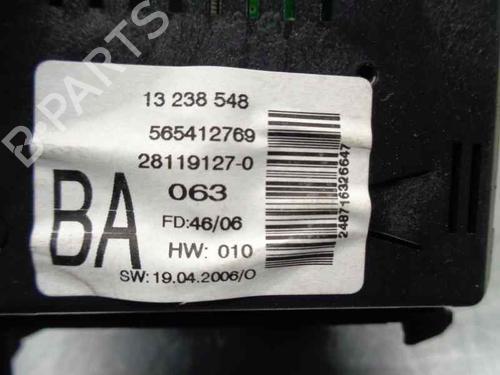 13 238 548
565412769
28119127-0
063
BA
FD:46/06
HW: 010
SW: 19.04.2006/0
248716326647
B-PARTS